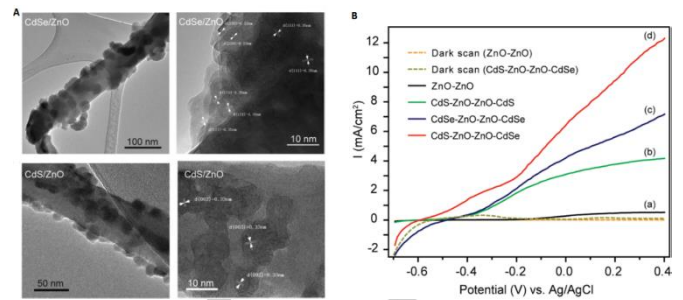 A
CdSe/ZnO
100 nm
CdSe/ZnO
10 nm
CdS/ZnO
50 nm
CdS/ZnO
10 nm
B
I (mA/cm²)
12
10
8
6
4
2
0
-2
Dark scan (ZnO-ZnO)
Dark scan (CdS-ZnO-ZnO-CdSe)
ZnO-ZnO
CdS-ZnO-ZnO-CdS
CdSe-ZnO-ZnO-CdSe
CdS-ZnO-ZnO-CdSe
(d)
(c)
(b)
(a)
-0.6 -0.4 -0.2 0.0 0.2 0.4
Potential (V) vs. Ag/AgCl